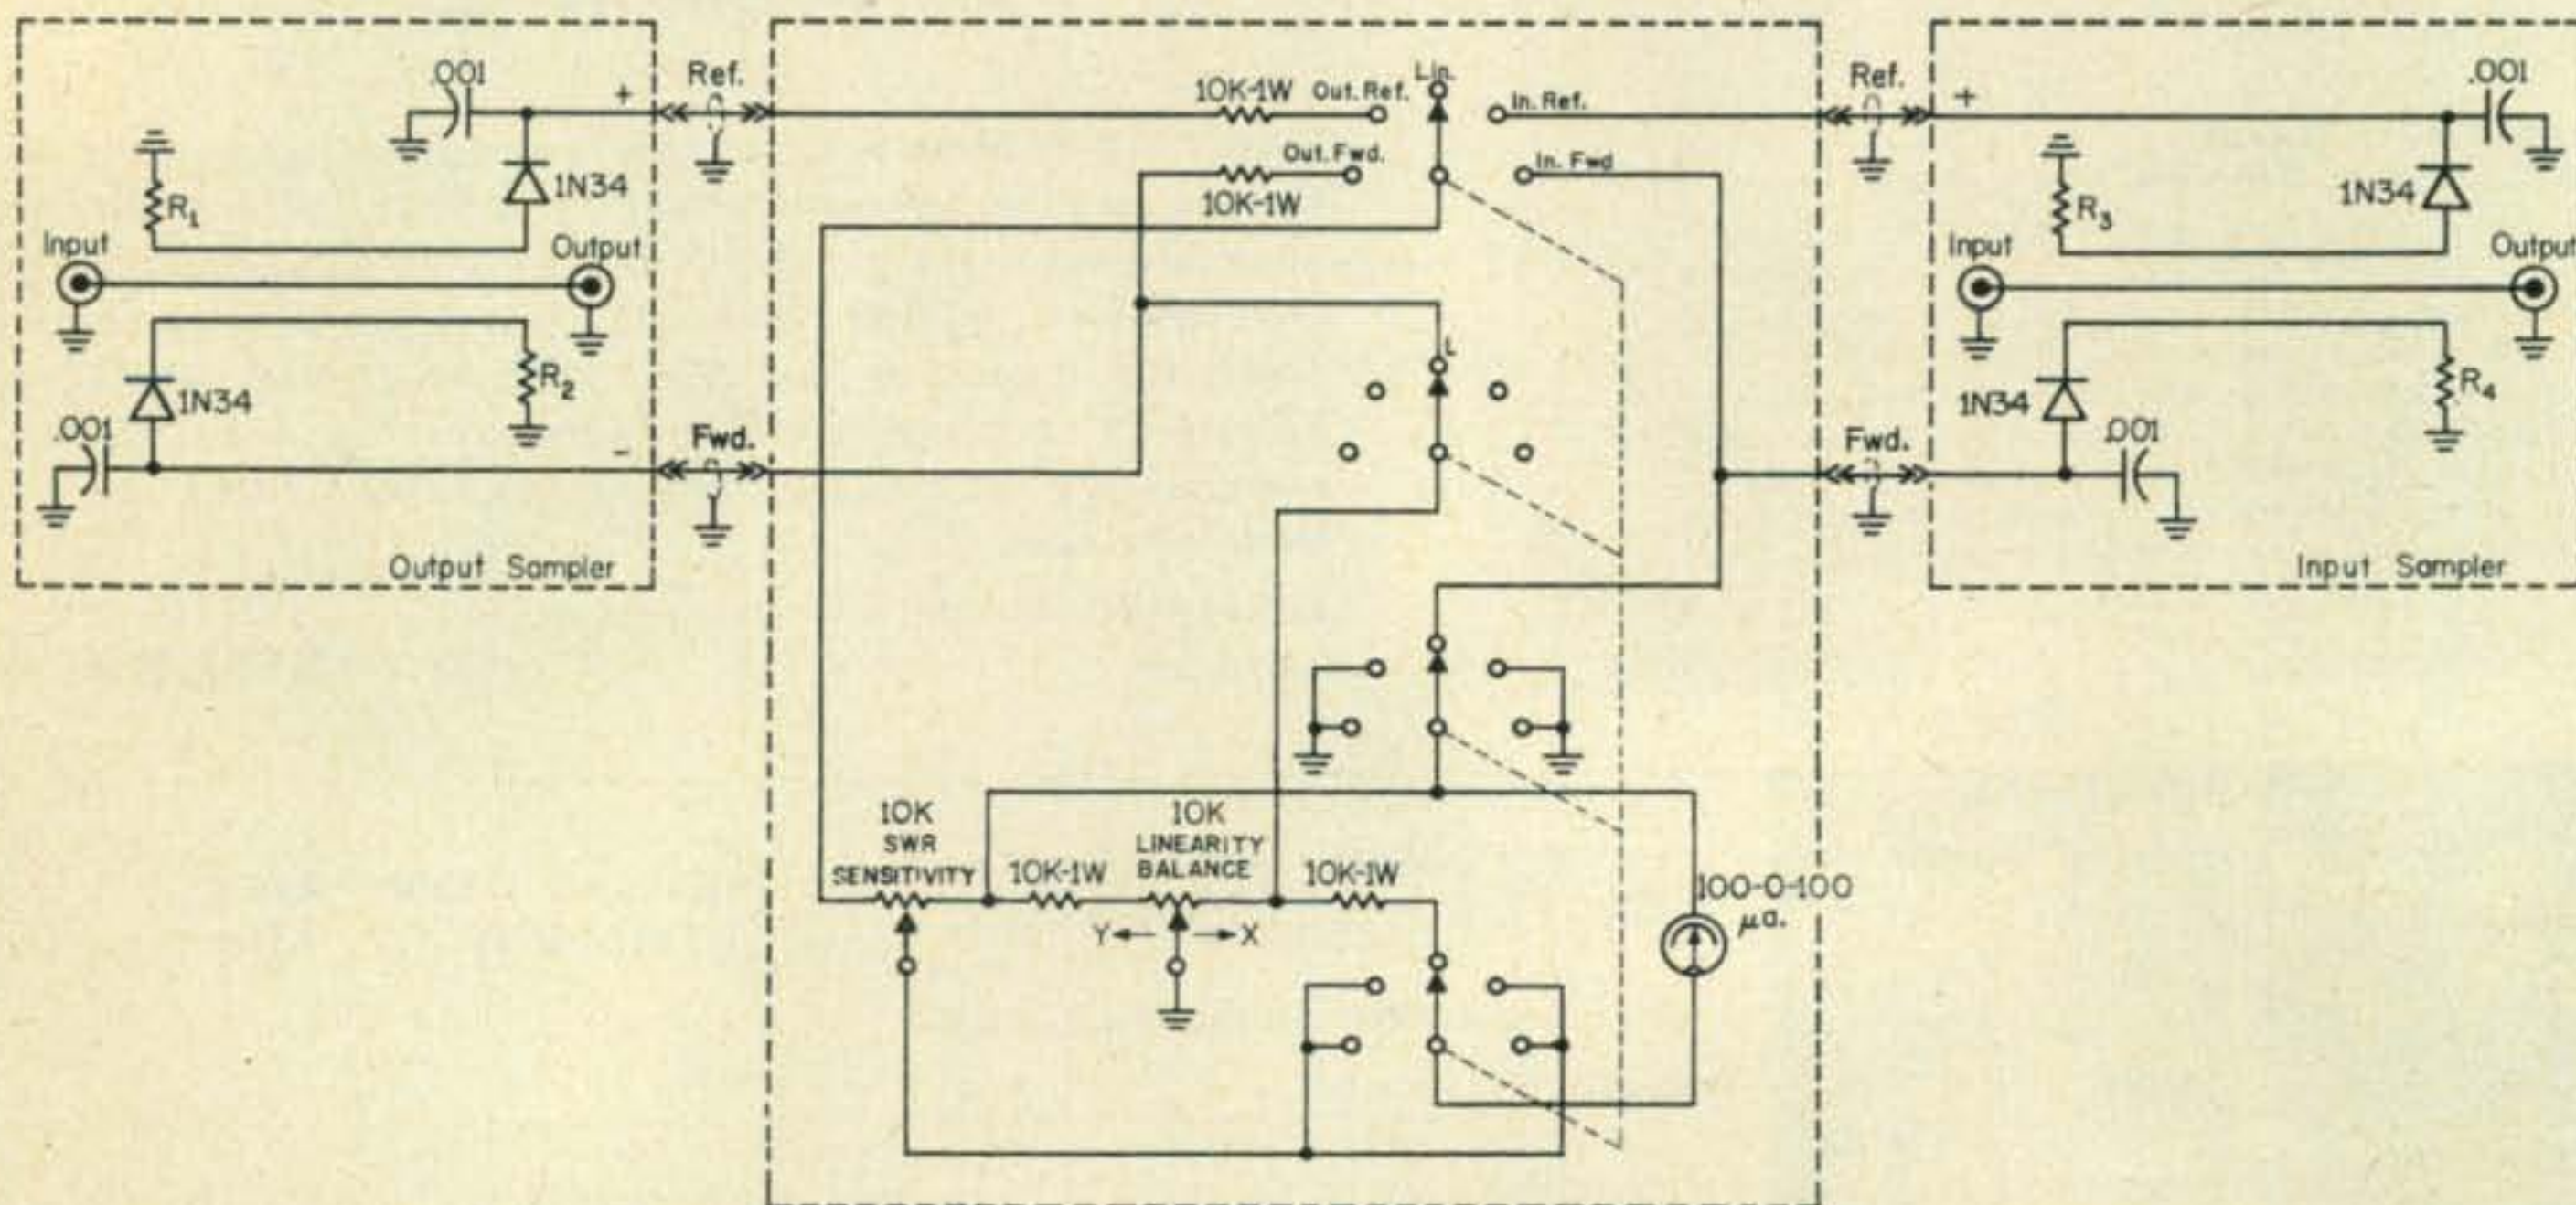 .001
+
Ref.
10K-1W
Out. Ref.
Lin.
In. Ref.
Ref.
+
.001
R1
1N34
Out. Fwd.
In. Fwd
10K-1W
1N34
R3
Input
Output
Input
Output
L
1N34
R2
1N34
R4
.001
-
Fwd.
Fwd.
.001
Output Sampler
Input Sampler
10K
SWR
SENSITIVITY
10K-1W
10K
LINEARITY
BALANCE
10K-1W
100-0-100
μa.
Y
X